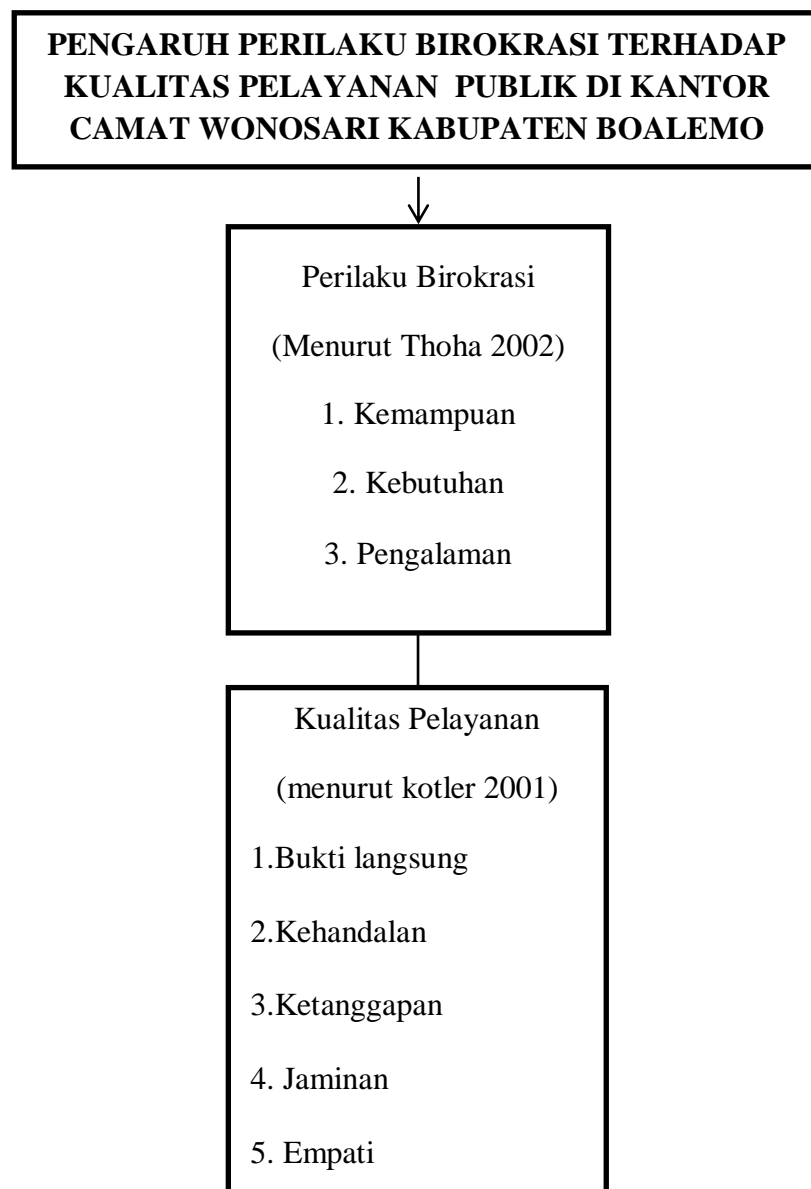 PENGARUH PERILAKU BIROKRASI TERHADAP
KUALITAS PELAYANAN PUBLIK DI KANTOR
CAMAT WONOSARI KABUPATEN BOALEMO
Perilaku Birokrasi
(Menurut Thoha 2002)
1. Kemampuan
2. Kebutuhan
3. Pengalaman
Kualitas Pelayanan
(menurut kotler 2001)
1.Bukti langsung
2.Kehandalan
3.Ketanggapan
4. Jaminan
5. Empati